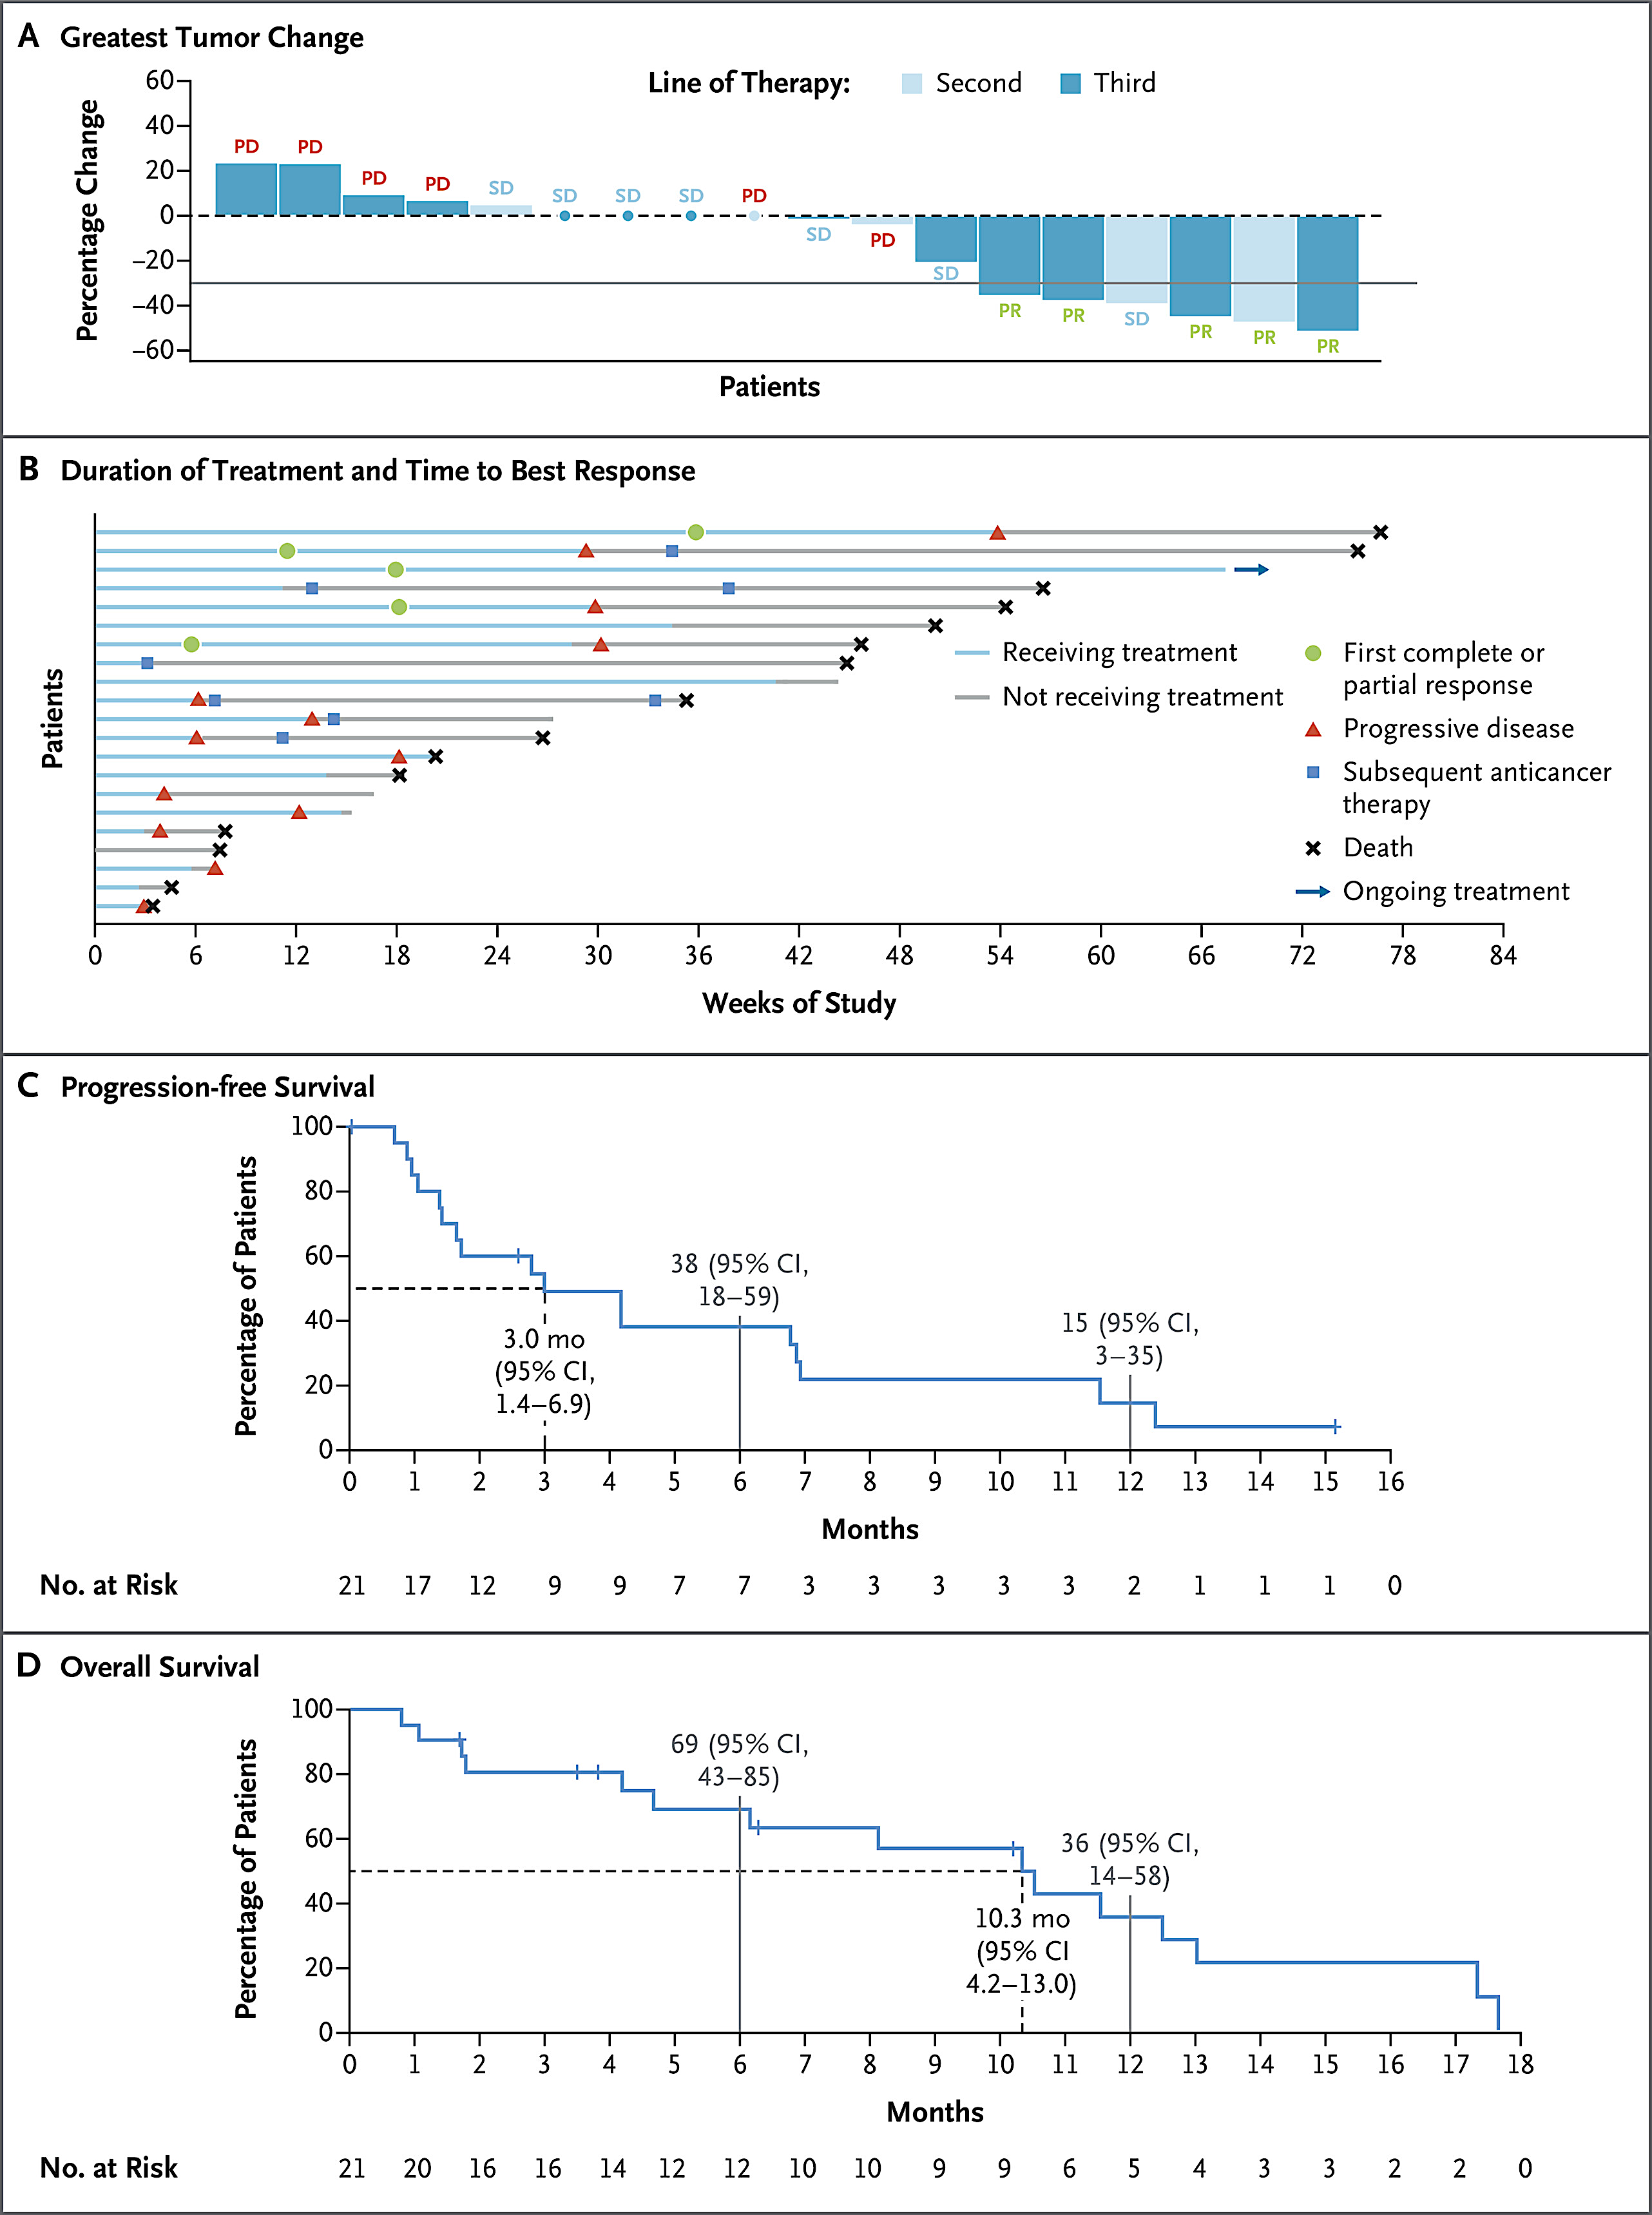 A Greatest Tumor Change
Line of Therapy: Second Third
Percentage Change
60
40
20
0
–20
–40
–60
PD PD PD PD SD SD SD SD PD SD PD SD PR PR SD PR PR PR
Patients
B Duration of Treatment and Time to Best Response
Patients
Receiving treatment
Not receiving treatment
First complete or
partial response
Progressive disease
Subsequent anticancer
therapy
Death
Ongoing treatment
0 6 12 18 24 30 36 42 48 54 60 66 72 78 84
Weeks of Study
C Progression-free Survival
Percentage of Patients
100
80
60
40
20
0
3.0 mo
(95% CI,
1.4–6.9)
38 (95% CI,
18–59)
15 (95% CI,
3–35)
0 1 2 3 4 5 6 7 8 9 10 11 12 13 14 15 16
Months
No. at Risk 21 17 12 9 9 7 7 3 3 3 3 3 2 1 1 1 0
D Overall Survival
Percentage of Patients
100
80
60
40
20
0
69 (95% CI,
43–85)
10.3 mo
(95% CI
4.2–13.0)
36 (95% CI,
14–58)
0 1 2 3 4 5 6 7 8 9 10 11 12 13 14 15 16 17 18
Months
No. at Risk 21 20 16 16 14 12 12 10 10 9 9 6 5 4 3 3 2 2 0